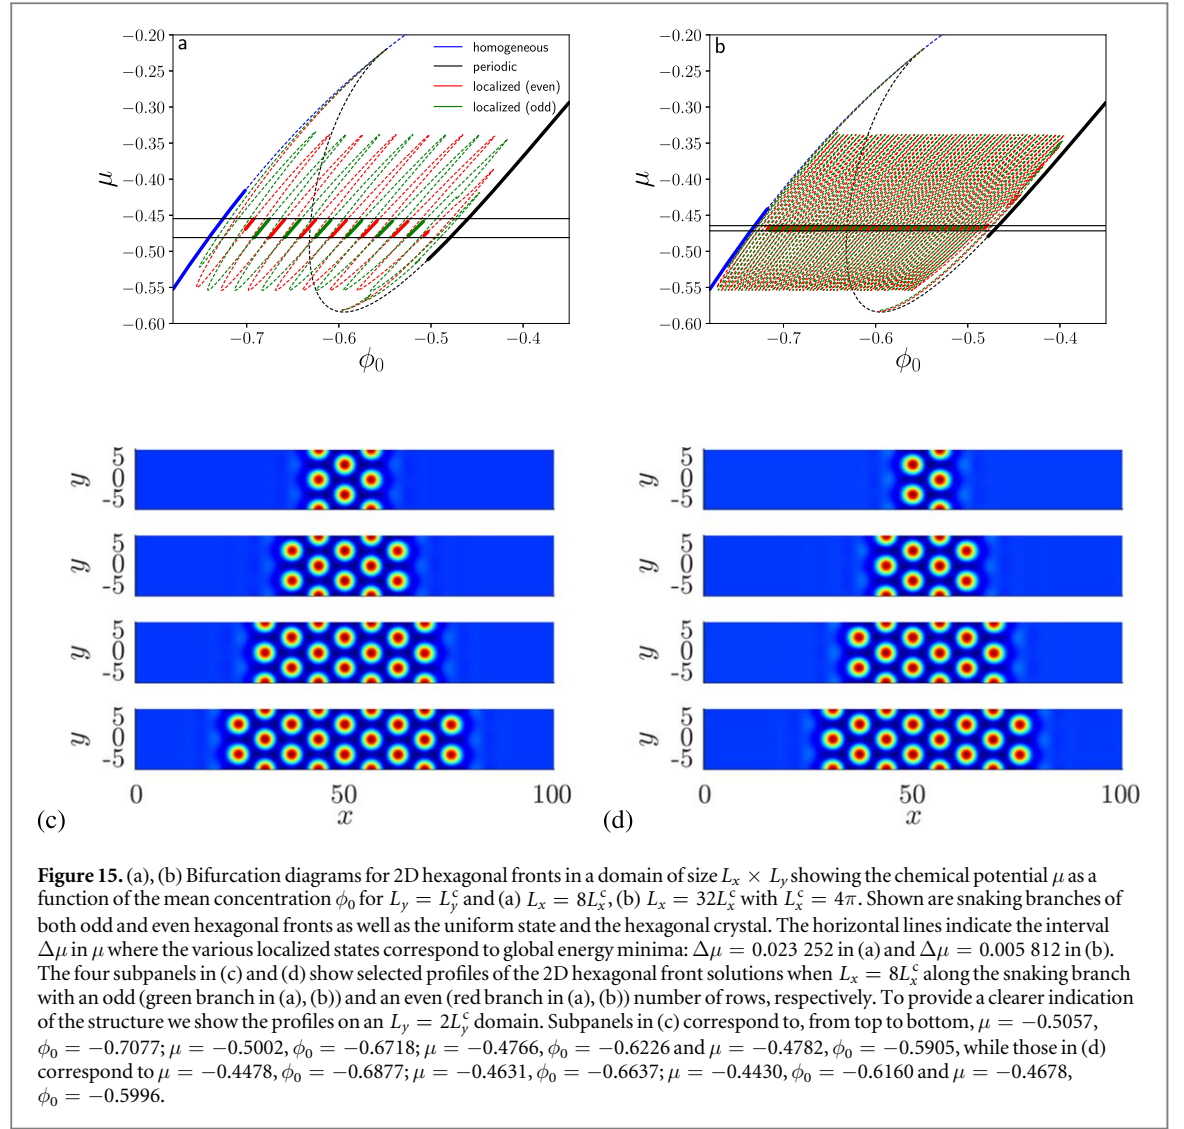 a
−0.20
−0.25
−0.30
−0.35
−0.40
−0.45
−0.50
−0.55
−0.60
μ
homogeneous
periodic
localized (even)
localized (odd)
−0.7
−0.6
−0.5
−0.4
ϕ0
b
−0.20
−0.25
−0.30
−0.35
−0.40
−0.45
−0.50
−0.55
−0.60
μ
−0.7
−0.6
−0.5
−0.4
ϕ0
y
5
0
-5
y
5
0
-5
y
5
0
-5
y
5
0
-5
0
50
100
x
(c)
y
5
0
-5
y
5
0
-5
y
5
0
-5
y
5
0
-5
0
50
100
x
(d)
Figure 15. (a), (b) Bifurcation diagrams for 2D hexagonal fronts in a domain of size Lx × Ly showing the chemical potential μ as a
function of the mean concentration ϕ0 for Ly = Lyc and (a) Lx = 8Lxc, (b) Lx = 32Lxc with Lxc = 4π. Shown are snaking branches of
both odd and even hexagonal fronts as well as the uniform state and the hexagonal crystal. The horizontal lines indicate the interval
Δμ in μ where the various localized states correspond to global energy minima: Δμ = 0.023 252 in (a) and Δμ = 0.005 812 in (b).
The four subpanels in (c) and (d) show selected profiles of the 2D hexagonal front solutions when Lx = 8Lxc along the snaking branch
with an odd (green branch in (a), (b)) and an even (red branch in (a), (b)) number of rows, respectively. To provide a clearer indication
of the structure we show the profiles on an Ly = 2Lyc domain. Subpanels in (c) correspond to, from top to bottom, μ = −0.5057,
ϕ0 = −0.7077; μ = −0.5002, ϕ0 = −0.6718; μ = −0.4766, ϕ0 = −0.6226 and μ = −0.4782, ϕ0 = −0.5905, while those in (d)
correspond to μ = −0.4478, ϕ0 = −0.6877; μ = −0.4631, ϕ0 = −0.6637; μ = −0.4430, ϕ0 = −0.6160 and μ = −0.4678,
ϕ0 = −0.5996.